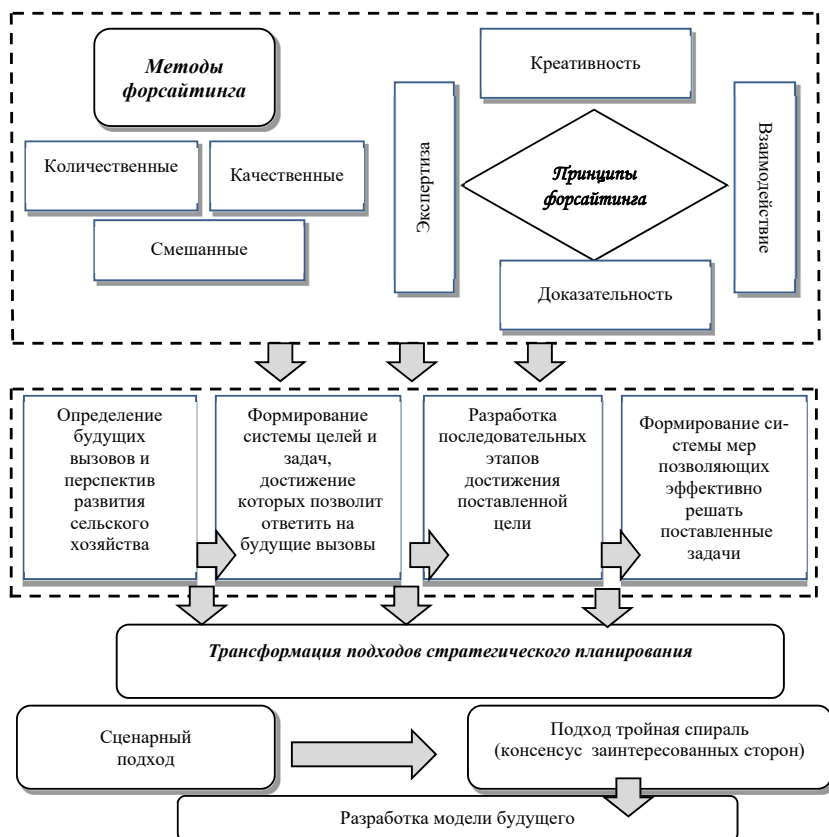 Методы
форсайтинга
Количественные
Качественные
Смешанные
Креативность
Экспертиза
Принципы
форсайтинга
Взаимодействие
Доказательность
Определение
будущих
вызовов и
перспектив
развития
сельского
хозяйства
Формирование
системы целей и
задач,
достижение
которых позволит
ответить на
будущие вызовы
Разработка
последовательных
этапов
достижения
поставленной
цели
Формирование си-
стемы мер
позволяющих
эффективно
решать
поставленные
задачи
Трансформация подходов стратегического планирования
Сценарный
подход
Подход тройная спираль
(консенсус заинтересованных сторон)
Разработка модели будущего